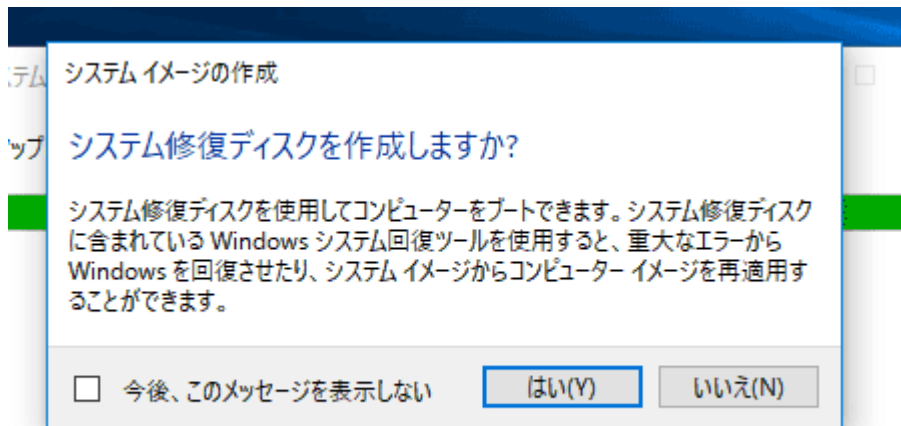 システム イメージの作成
テム
ップ
システム修復ディスクを作成しますか?
システム修復ディスクを使用してコンピューターをブートできます。システム修復ディスク
に含まれている Windows システム回復ツールを使用すると、重大なエラーから
Windows を回復させたり、システム イメージからコンピューター イメージを再適用す
ることができます。
今後、このメッセージを表示しない
はい(Y)
いいえ(N)